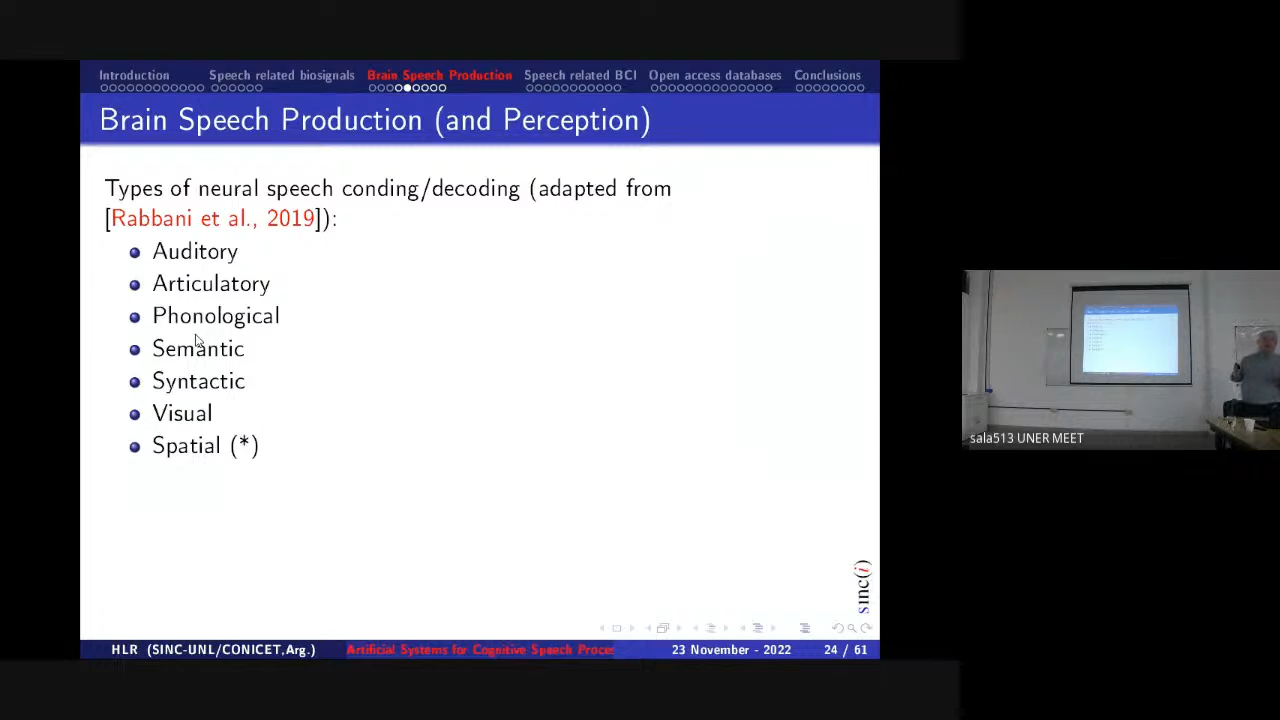 Introduction Speech related biosignals Brain Speech Production Speech related BCI Open access databases Conclusions
Brain Speech Production (and Perception)
Types of neural speech conding/decoding (adapted from
[Rabbani et al., 2019]):
Auditory
Articulatory
Phonological
Semantic
Syntactic
Visual
Spatial (*)
sinc(i)
HLR (SINC-UNL/CONICET,Arg.) Artificial Systems for Cognitive Speech Proces 23 November - 2022 24 / 61
sala513 UNER MEET